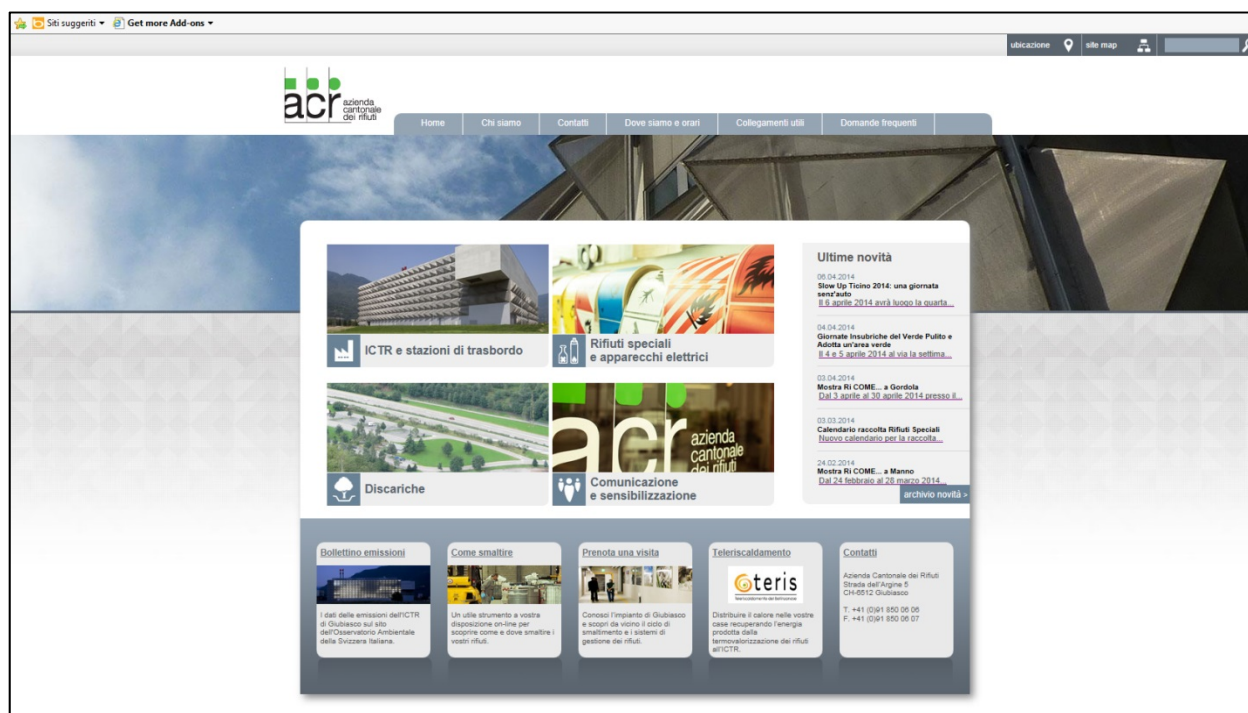 Siti suggeriti Get more Add-ons
ubicazione site map
acr azienda
cantonale
dei rifiuti
Home Chi siamo Contatti Dove siamo e orari Collegamenti utili Domande frequenti
ICTR e stazioni di trasbordo
Rifiuti speciali
e apparecchi elettrici
acr azienda
cantonale
dei rifiuti
Discariche
Comunicazione
e sensibilizzazione
Ultime novità
06.04.2014
Slow Up Ticino 2014: una giornata
senz'auto
Il 6 aprile 2014 avrà luogo la quarta...
04.04.2014
Giornate Insubriche del Verde Pulito e
Adotta un'area verde
Il 4 e 5 aprile 2014 al via la settima...
03.04.2014
Mostra Ri COME... a Gordola
Dal 3 aprile al 30 aprile 2014 presso il...
03.03.2014
Calendario raccolta Rifiuti Speciali
Nuovo calendario per la raccolta...
24.02.2014
Mostra Ri COME... a Manno
Dal 24 febbraio al 28 marzo 2014...
archivio novità >
Bollettino emissioni
I dati delle emissioni dell'ICTR
di Giubiasco sul sito
dell'Osservatorio Ambientale
della Svizzera Italiana.
Come smaltire
Un utile strumento a vostra
disposizione on-line per
scoprire come e dove smaltire i
vostri rifiuti.
Prenota una visita
Conosci l'impianto di Giubiasco
e scopri da vicino il ciclo di
smaltimento e i sistemi di
gestione dei rifiuti.
Teleriscaldamento
teris
Teleriscaldamento del Bellinzonese
Distribuire il calore nelle vostre
case recuperando l'energia
prodotta dalla
termovalorizzazione dei rifiuti
all'ICTR.
Contatti
Azienda Cantonale dei Rifiuti
Strada dell'Argine 5
CH-6512 Giubiasco
T. +41 (0)91 850 06 06
F. +41 (0)91 850 06 07